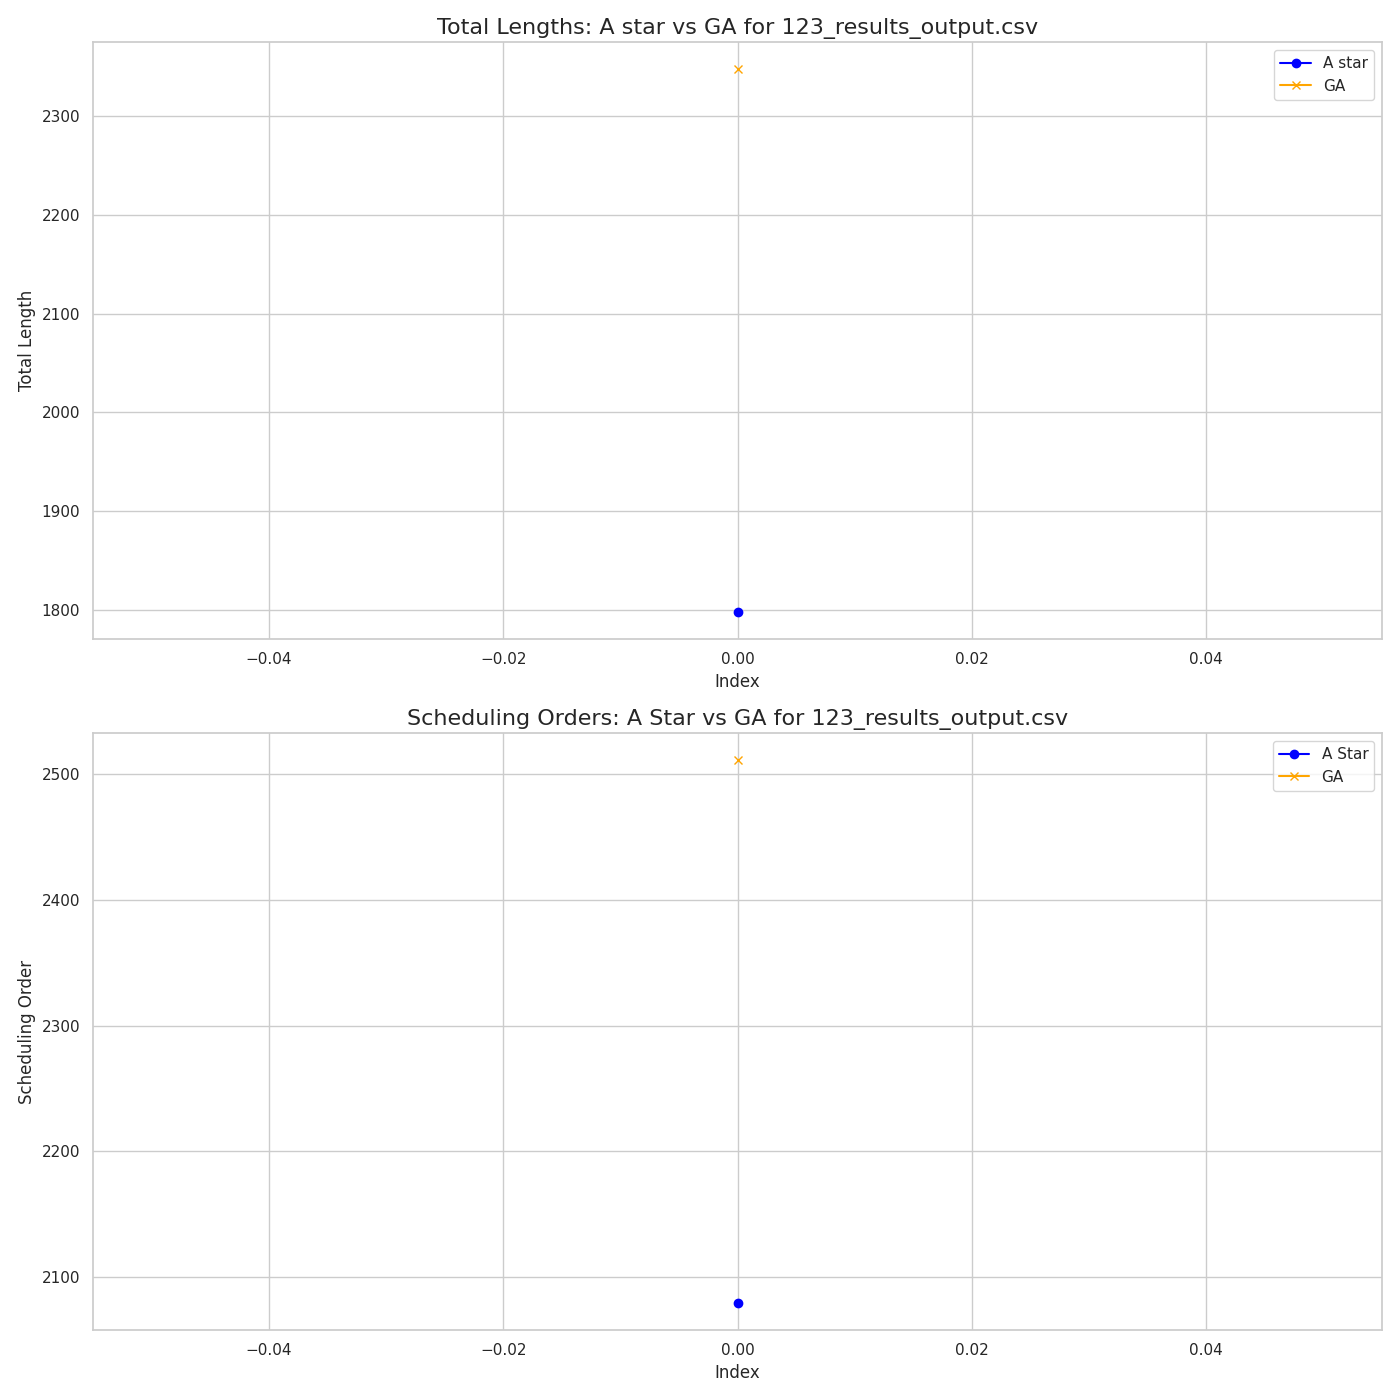 Total Lengths: A star vs GA for 123_results_output.csv
A star
GA
2300
2200
2100
2000
1900
1800
Total Length
−0.04 −0.02 0.00 0.02 0.04
Index
Scheduling Orders: A Star vs GA for 123_results_output.csv
A Star
GA
2500
2400
2300
2200
2100
Scheduling Order
−0.04 −0.02 0.00 0.02 0.04
Index